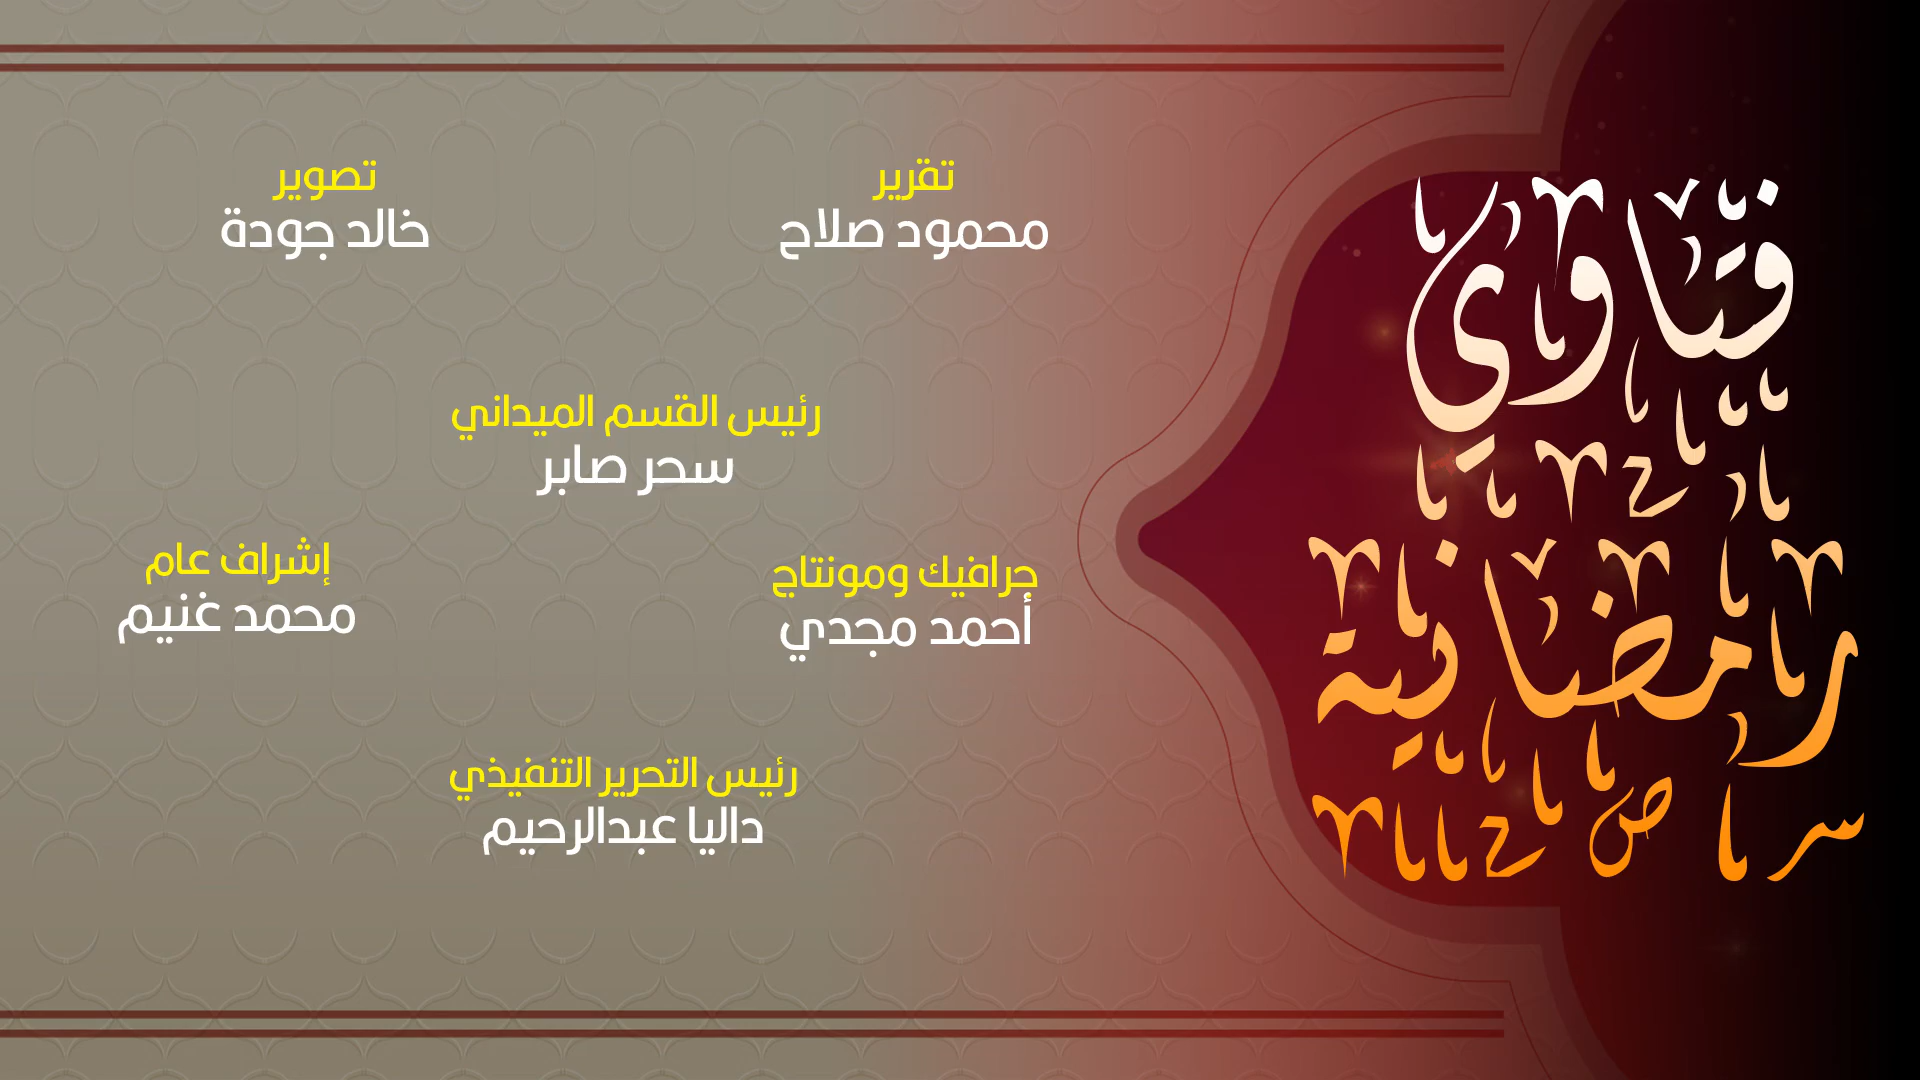 فتاوي
رمضانية
تقرير
محمود صلاح
تصوير
خالد جودة
رئيس القسم الميداني
سحر صابر
جرافيك ومونتاج
أحمد مجدي
إشراف عام
محمد غنيم
رئيس التحرير التنفيذي
داليا عبدالرحيم